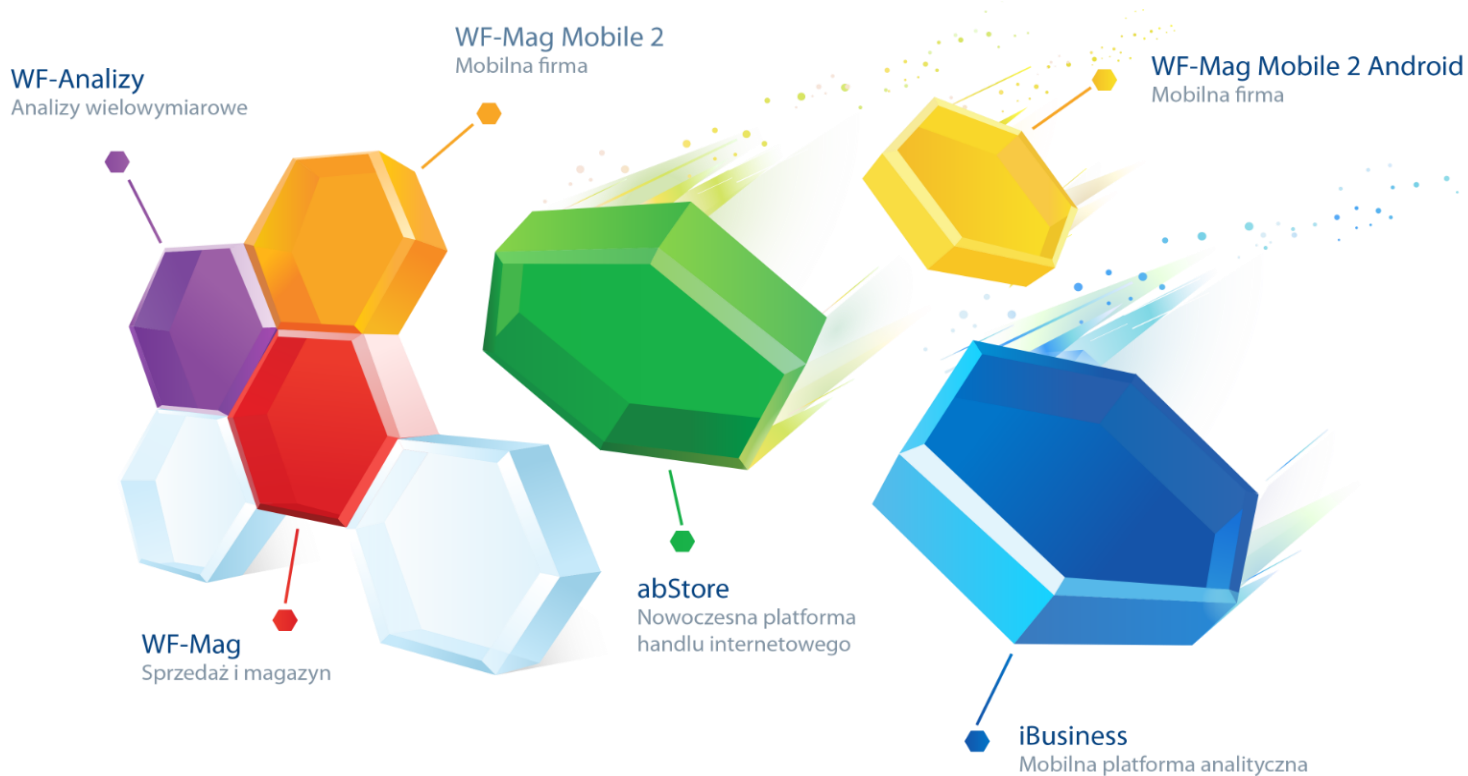 WF-Analizy
Analizy wielowymiarowe
WF-Mag Mobile 2
Mobilna firma
WF-Mag Mobile 2 Android
Mobilna firma
WF-Mag
Sprzedaż i magazyn
abStore
Nowoczesna platforma
handlu internetowego
iBusiness
Mobilna platforma analityczna